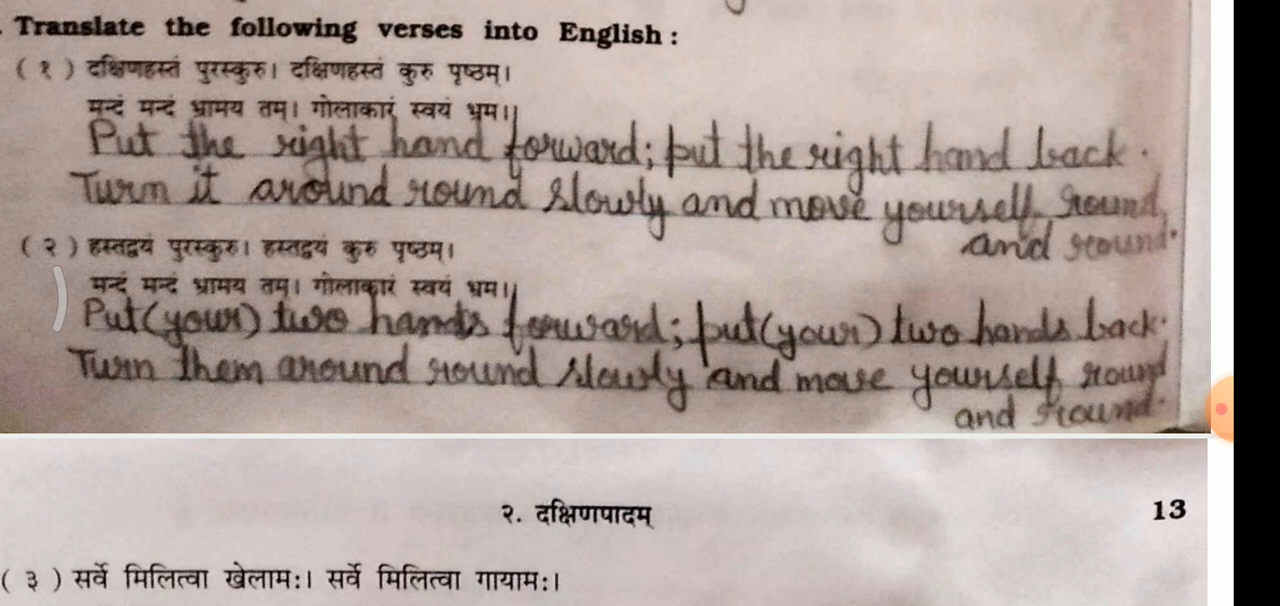 Translate the following verses into English :
( १ ) दक्षिणहस्तं पुरस्कुरु। दक्षिणहस्तं कुरु पृष्ठम्।
मन्दं मन्दं भ्रामय तम्। गोलाकारं स्वयं भ्रम।।
Put the right hand forward; put the right hand back.
Turn it around round slowly and move yourself round,
and round.
( २ ) हस्तद्वयं पुरस्कुरु। हस्तद्वयं कुरु पृष्ठम्।
मन्दं मन्दं भ्रामय तम्। गोलाकारं स्वयं भ्रम।।
Put (your) two hands forward; put (your) two hands back.
Turn them around round slowly and move yourself round
and round.
२. दक्षिणपादम् 13
( ३ ) सर्वे मिलित्वा खेलामः। सर्वे मिलित्वा गायामः।